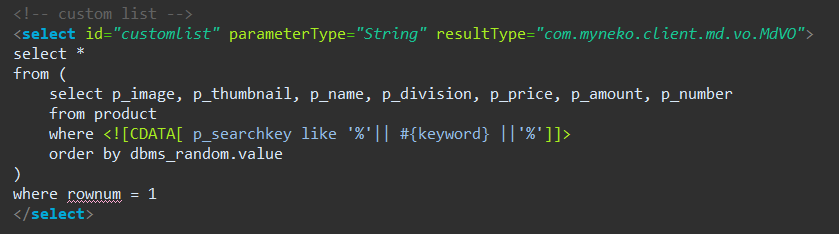 <!-- custom list -->
<select id="customlist" parameterType="String" resultType="com.myneko.client.md.vo.MdVO">
select *
from (
    select p_image, p_thumbnail, p_name, p_division, p_price, p_amount, p_number
    from product
    where <![CDATA[ p_searchkey like '%'|| #{keyword} ||'%']]>
    order by dbms_random.value
)
where rownum = 1
</select>